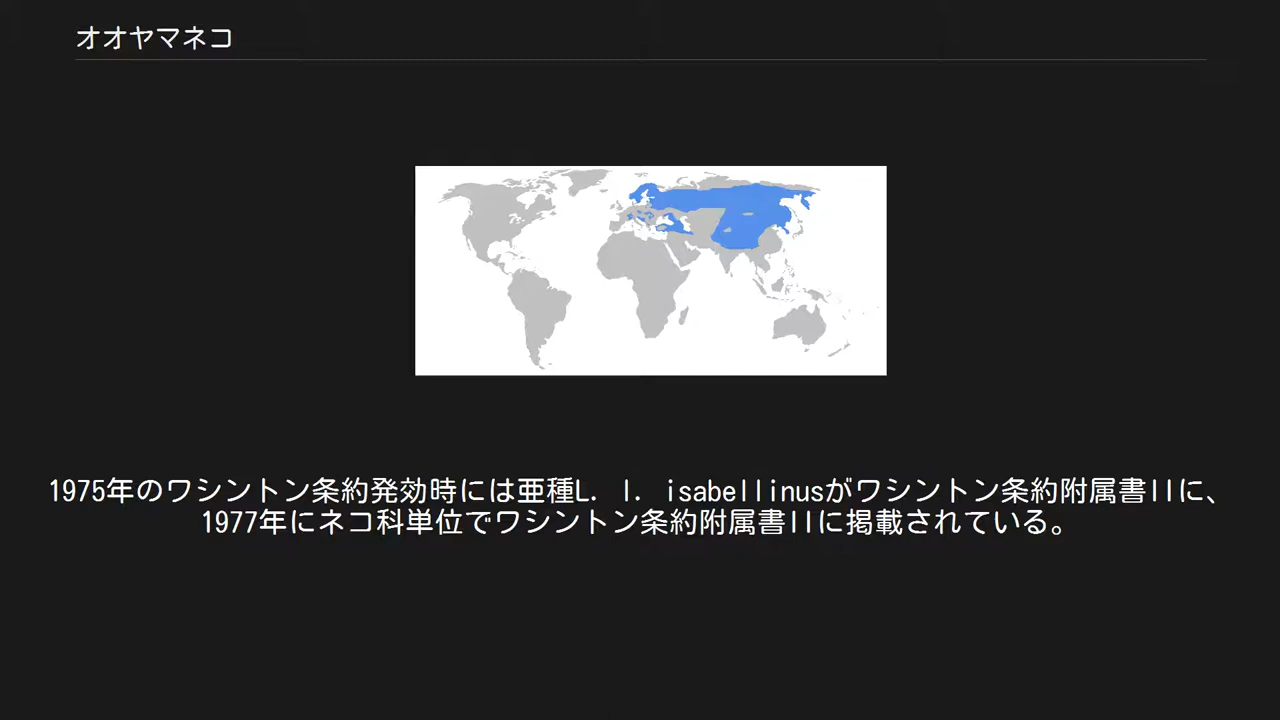 オオヤマネコ
1975年のワシントン条約発効時には亜種L. l. isabellinusがワシントン条約附属書IIに、
1977年にネコ科単位でワシントン条約附属書IIに掲載されている。